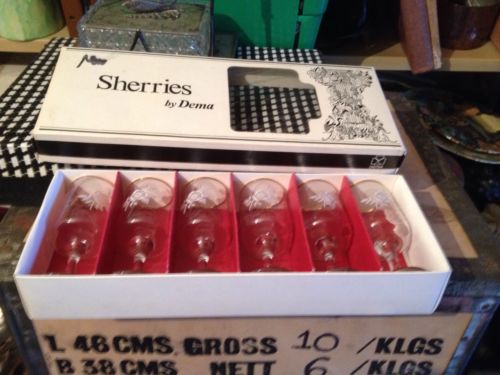 Sherries
by Dema
L 46 CMS. GROSS 10 /KLGS
B 38 CMS NETT 6 /KLGS